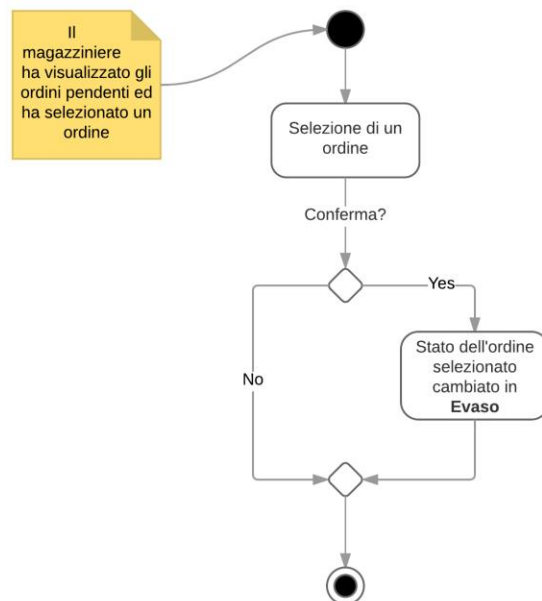 Il
magazziniere
ha visualizzato gli
ordini pendenti ed
ha selezionato un
ordine
Selezione di un
ordine
Conferma?
Yes
Stato dell'ordine
selezionato
cambiato in
Evaso
No